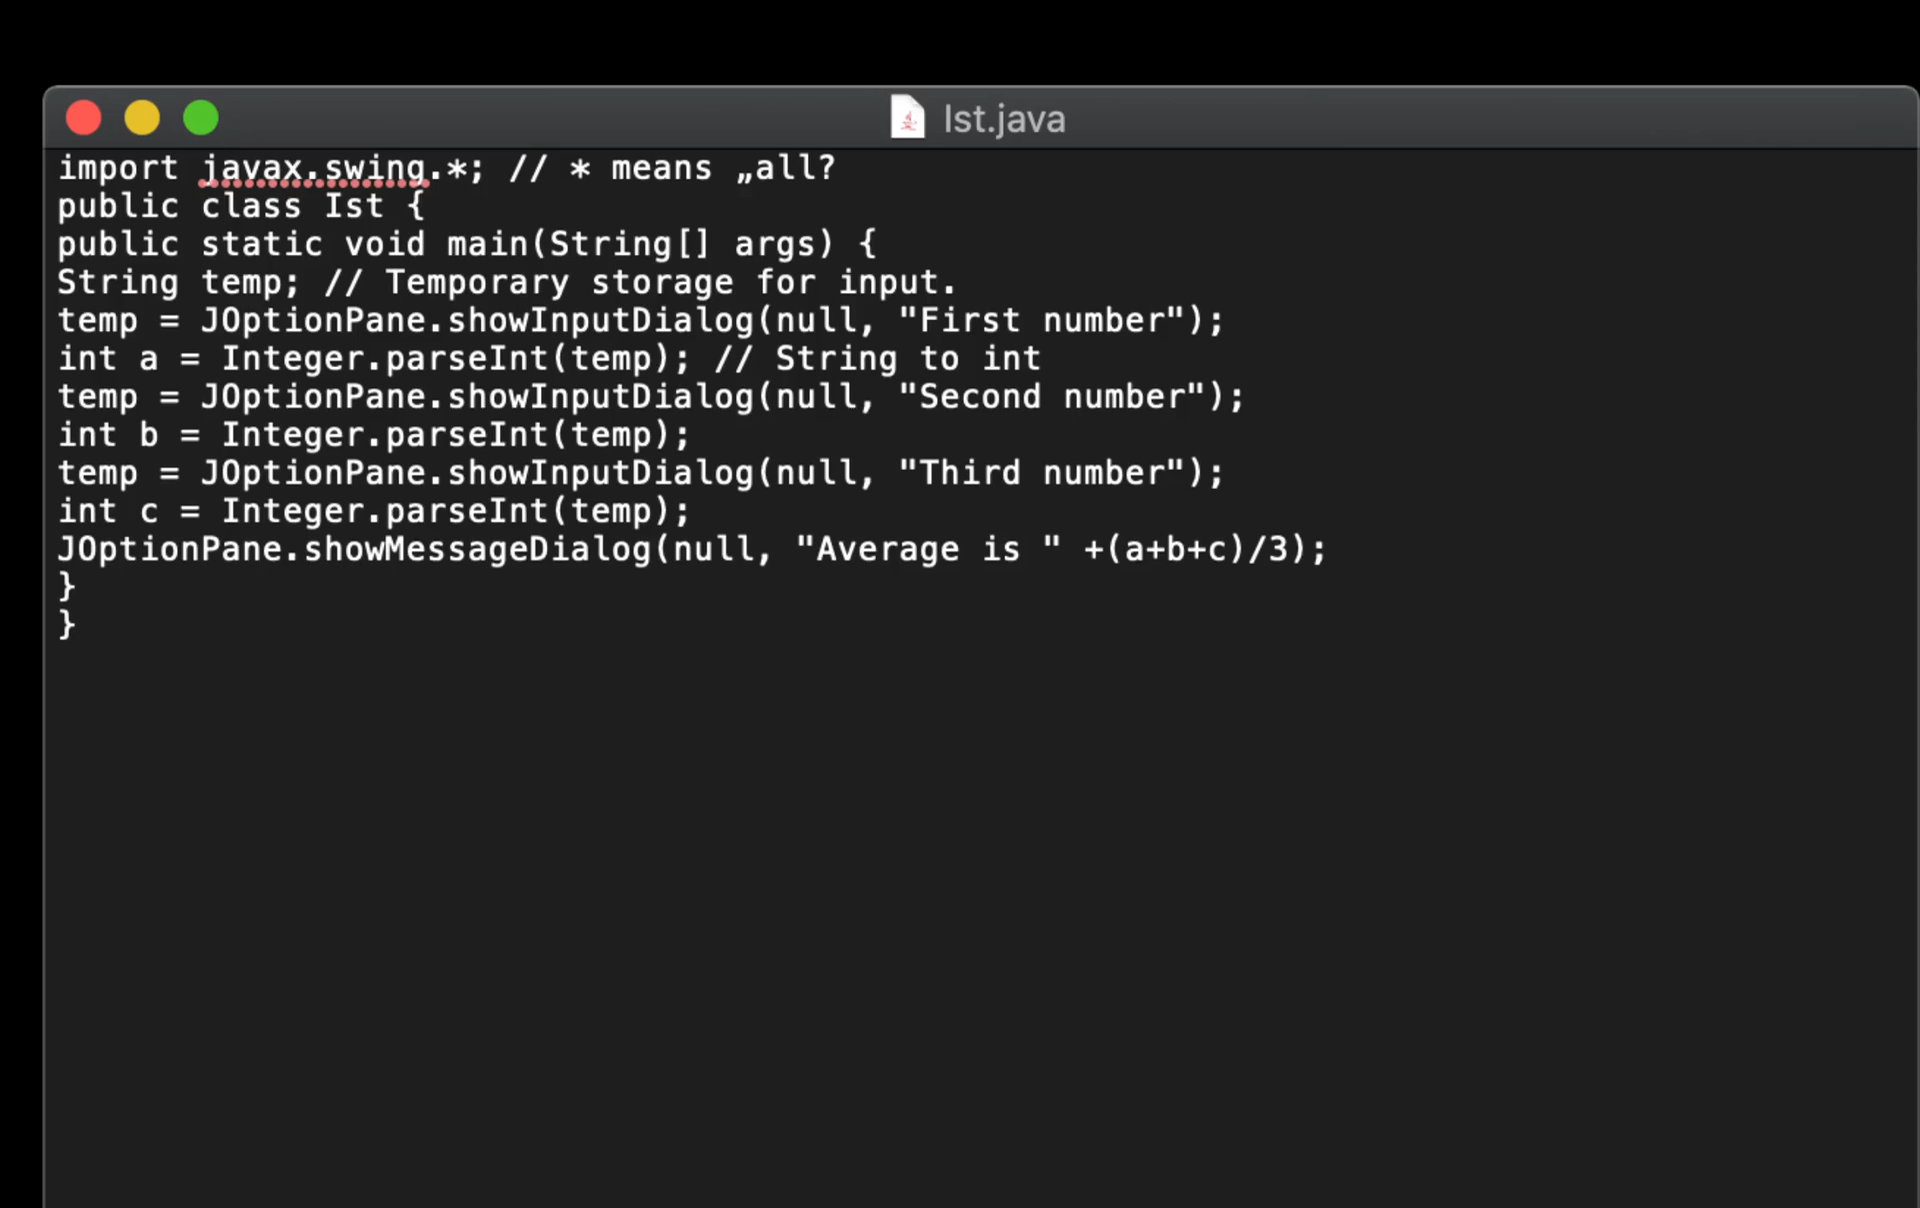 Ist.java
import javax.swing.*; // * means „all?
public class Ist {
public static void main(String[] args) {
String temp; // Temporary storage for input.
temp = JOptionPane.showInputDialog(null, "First number");
int a = Integer.parseInt(temp); // String to int
temp = JOptionPane.showInputDialog(null, "Second number");
int b = Integer.parseInt(temp);
temp = JOptionPane.showInputDialog(null, "Third number");
int c = Integer.parseInt(temp);
JOptionPane.showMessageDialog(null, "Average is " +(a+b+c)/3);
}
}